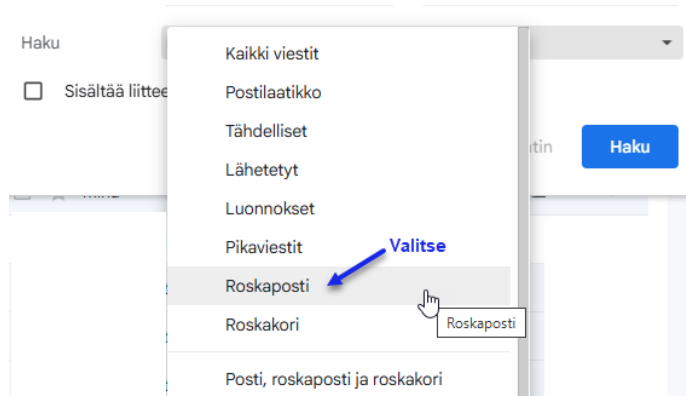 Haku
Kaikki viestit
Sisältää liittee
Postilaatikko
Tähdelliset
Lähetetyt
tin
Haku
Luonnokset
Pikaviestit
Valitse
Roskaposti
Roskaposti
Roskakori
Posti, roskaposti ja roskakori